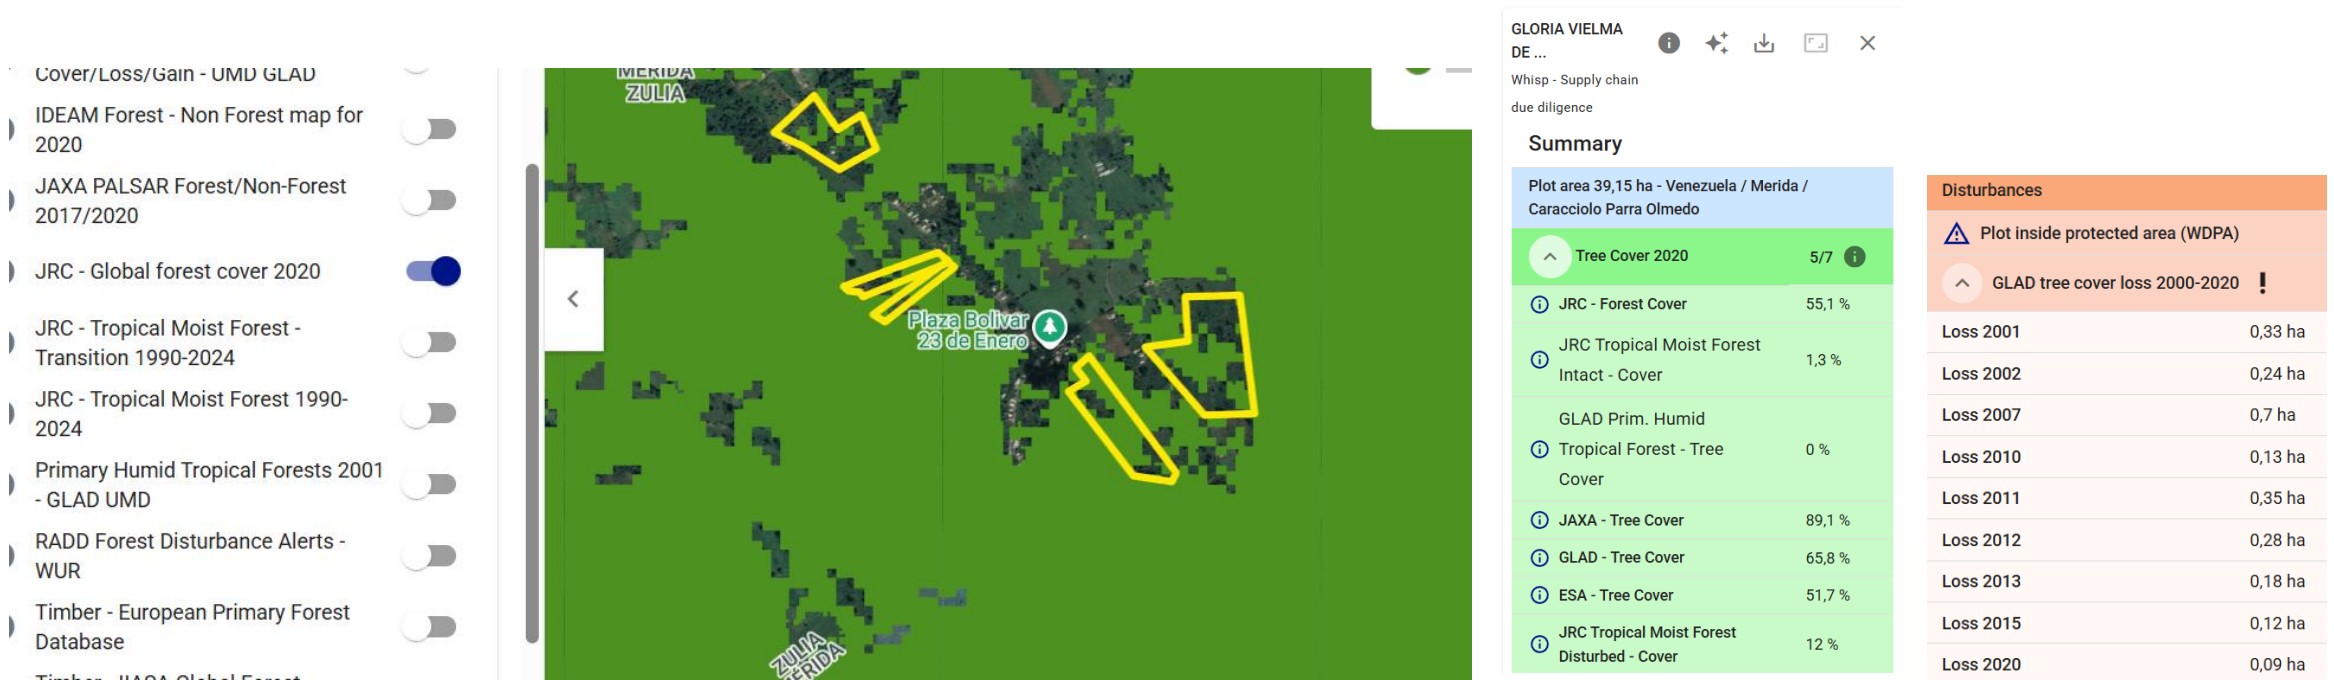 Cover/Loss/Gain - UMD GLAD
IDEAM Forest - Non Forest map for
2020
JAXA PALSAR Forest/Non-Forest
2017/2020
JRC - Global forest cover 2020
JRC - Tropical Moist Forest -
Transition 1990-2024
JRC - Tropical Moist Forest 1990-
2024
Primary Humid Tropical Forests 2001
- GLAD UMD
RADD Forest Disturbance Alerts -
WUR
Timber - European Primary Forest
Database
MERIDA
ZULIA
Plaza Bolivar
23 de Enero
ZULIA
MERIDA
GLORIA VIELMA
DE ...
Whisp - Supply chain
due diligence
Summary
Plot area 39,15 ha - Venezuela / Merida /
Caracciolo Parra Olmedo
Tree Cover 2020 5/7
JRC - Forest Cover 55,1 %
JRC Tropical Moist Forest
Intact - Cover 1,3 %
GLAD Prim. Humid
Tropical Forest - Tree
Cover 0 %
JAXA - Tree Cover 89,1 %
GLAD - Tree Cover 65,8 %
ESA - Tree Cover 51,7 %
JRC Tropical Moist Forest
Disturbed - Cover 12 %
Disturbances
Plot inside protected area (WDPA)
GLAD tree cover loss 2000-2020 !
Loss 2001 0,33 ha
Loss 2002 0,24 ha
Loss 2007 0,7 ha
Loss 2010 0,13 ha
Loss 2011 0,35 ha
Loss 2012 0,28 ha
Loss 2013 0,18 ha
Loss 2015 0,12 ha
Loss 2020 0,09 ha